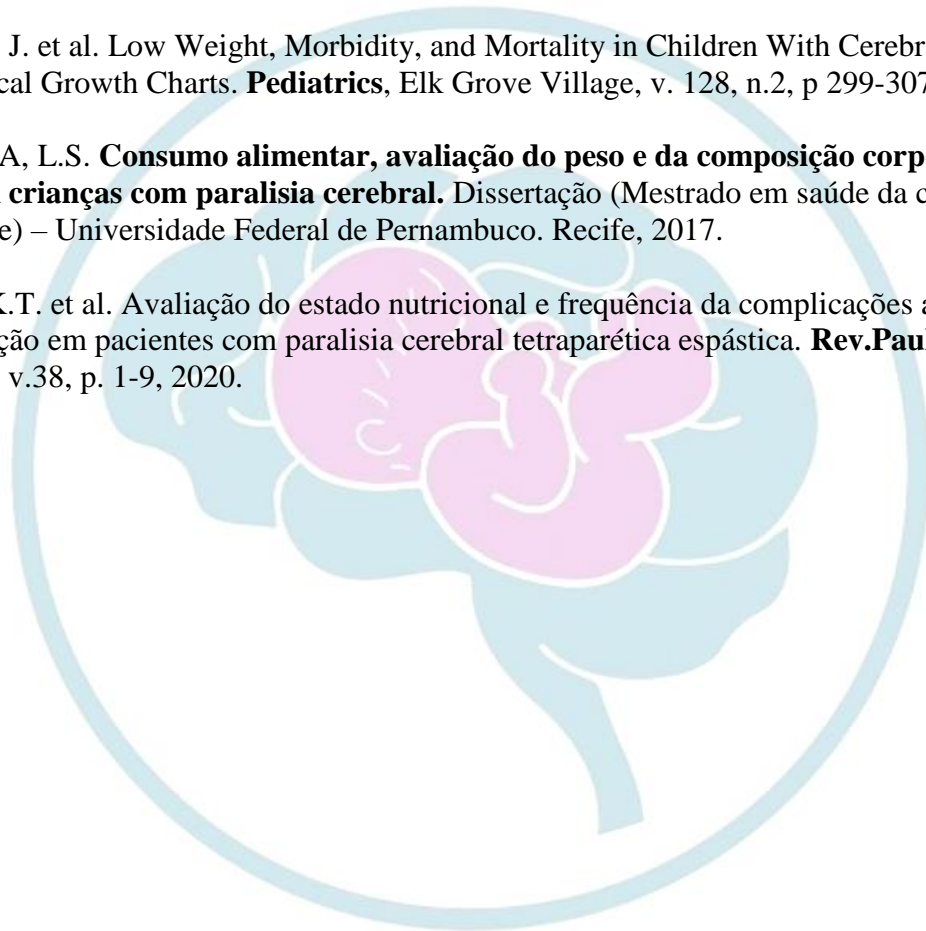 J. et al. Low Weight, Morbidity, and Mortality in Children With Cerebr
cal Growth Charts. Pediatrics, Elk Grove Village, v. 128, n.2, p 299-307
A, L.S. Consumo alimentar, avaliação do peso e da composição corp
crianças com paralisia cerebral. Dissertação (Mestrado em saúde da c
e) – Universidade Federal de Pernambuco. Recife, 2017.
K.T. et al. Avaliação do estado nutricional e frequência da complicações a
ção em pacientes com paralisia cerebral tetraparética espástica. Rev.Paul
v.38, p. 1-9, 2020.